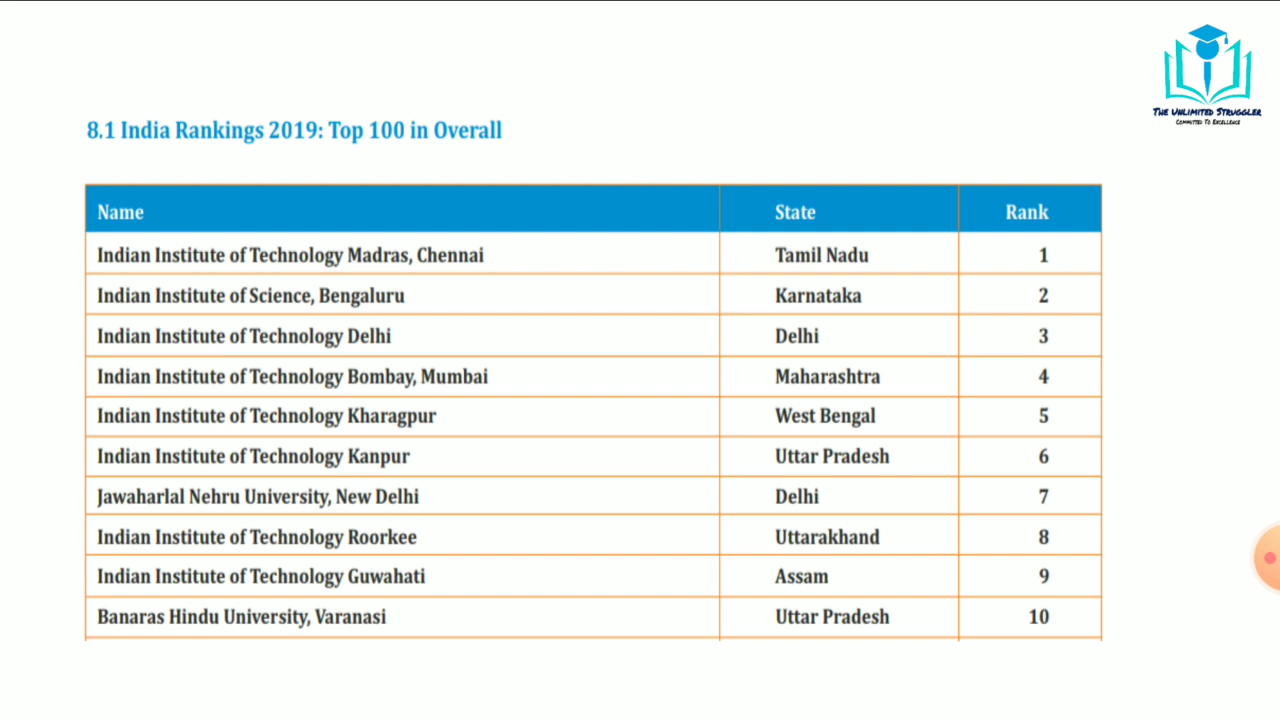 THE UNLIMITED STRUGGLER
COMMITTED TO EXCELLENCE
8.1 India Rankings 2019: Top 100 in Overall
Name State Rank
Indian Institute of Technology Madras, Chennai Tamil Nadu 1
Indian Institute of Science, Bengaluru Karnataka 2
Indian Institute of Technology Delhi Delhi 3
Indian Institute of Technology Bombay, Mumbai Maharashtra 4
Indian Institute of Technology Kharagpur West Bengal 5
Indian Institute of Technology Kanpur Uttar Pradesh 6
Jawaharlal Nehru University, New Delhi Delhi 7
Indian Institute of Technology Roorkee Uttarakhand 8
Indian Institute of Technology Guwahati Assam 9
Banaras Hindu University, Varanasi Uttar Pradesh 10